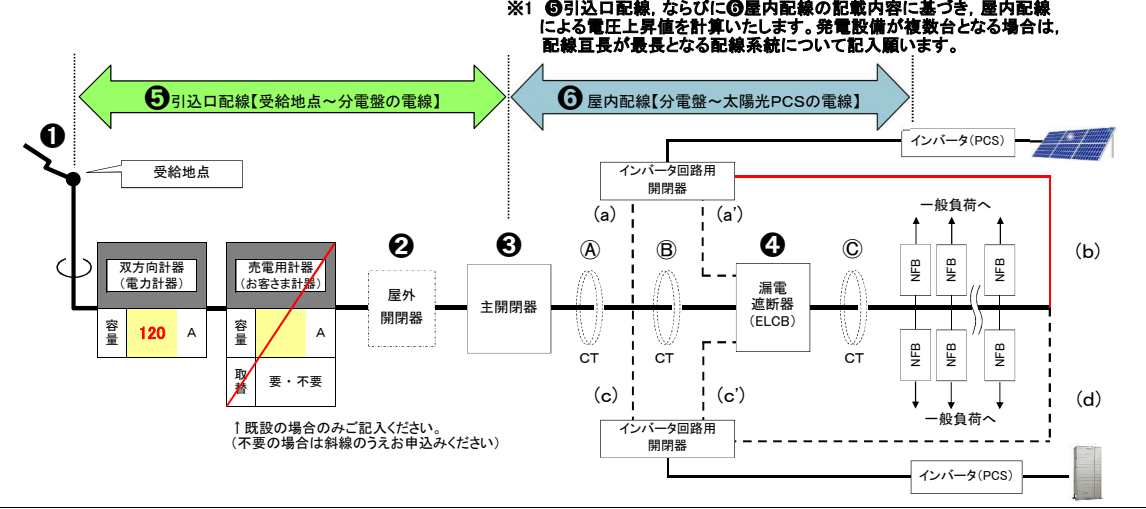 ※1 ❺引込口配線，ならびに❻屋内配線の記載内容に基づき，屋内配線
による電圧上昇値を計算いたします。発電設備が複数台となる場合は，
配線亘長が最長となる配線系統について記入願います。
❺引込口配線【受給地点～分電盤の電線】
❻屋内配線【分電盤～太陽光PCSの電線】
❶
受給地点
インバータ(PCS)
インバータ回路用
開閉器
(a)
(a')
一般負荷へ
(b)
双方向計器
(電力計器)
容量
120
A
売電用計器
(お客さま計器)
容量
A
取替
要・不要
❷
屋外
開閉器
❸
主開閉器
Ⓐ
CT
Ⓑ
CT
❹
漏電
遮断器
(ELCB)
Ⓒ
CT
NFB
NFB
NFB
NFB
NFB
NFB
(c)
(c')
一般負荷へ
(d)
↑既設の場合のみご記入ください。
(不要の場合は斜線のうえお申込みください)
インバータ回路用
開閉器
インバータ(PCS)